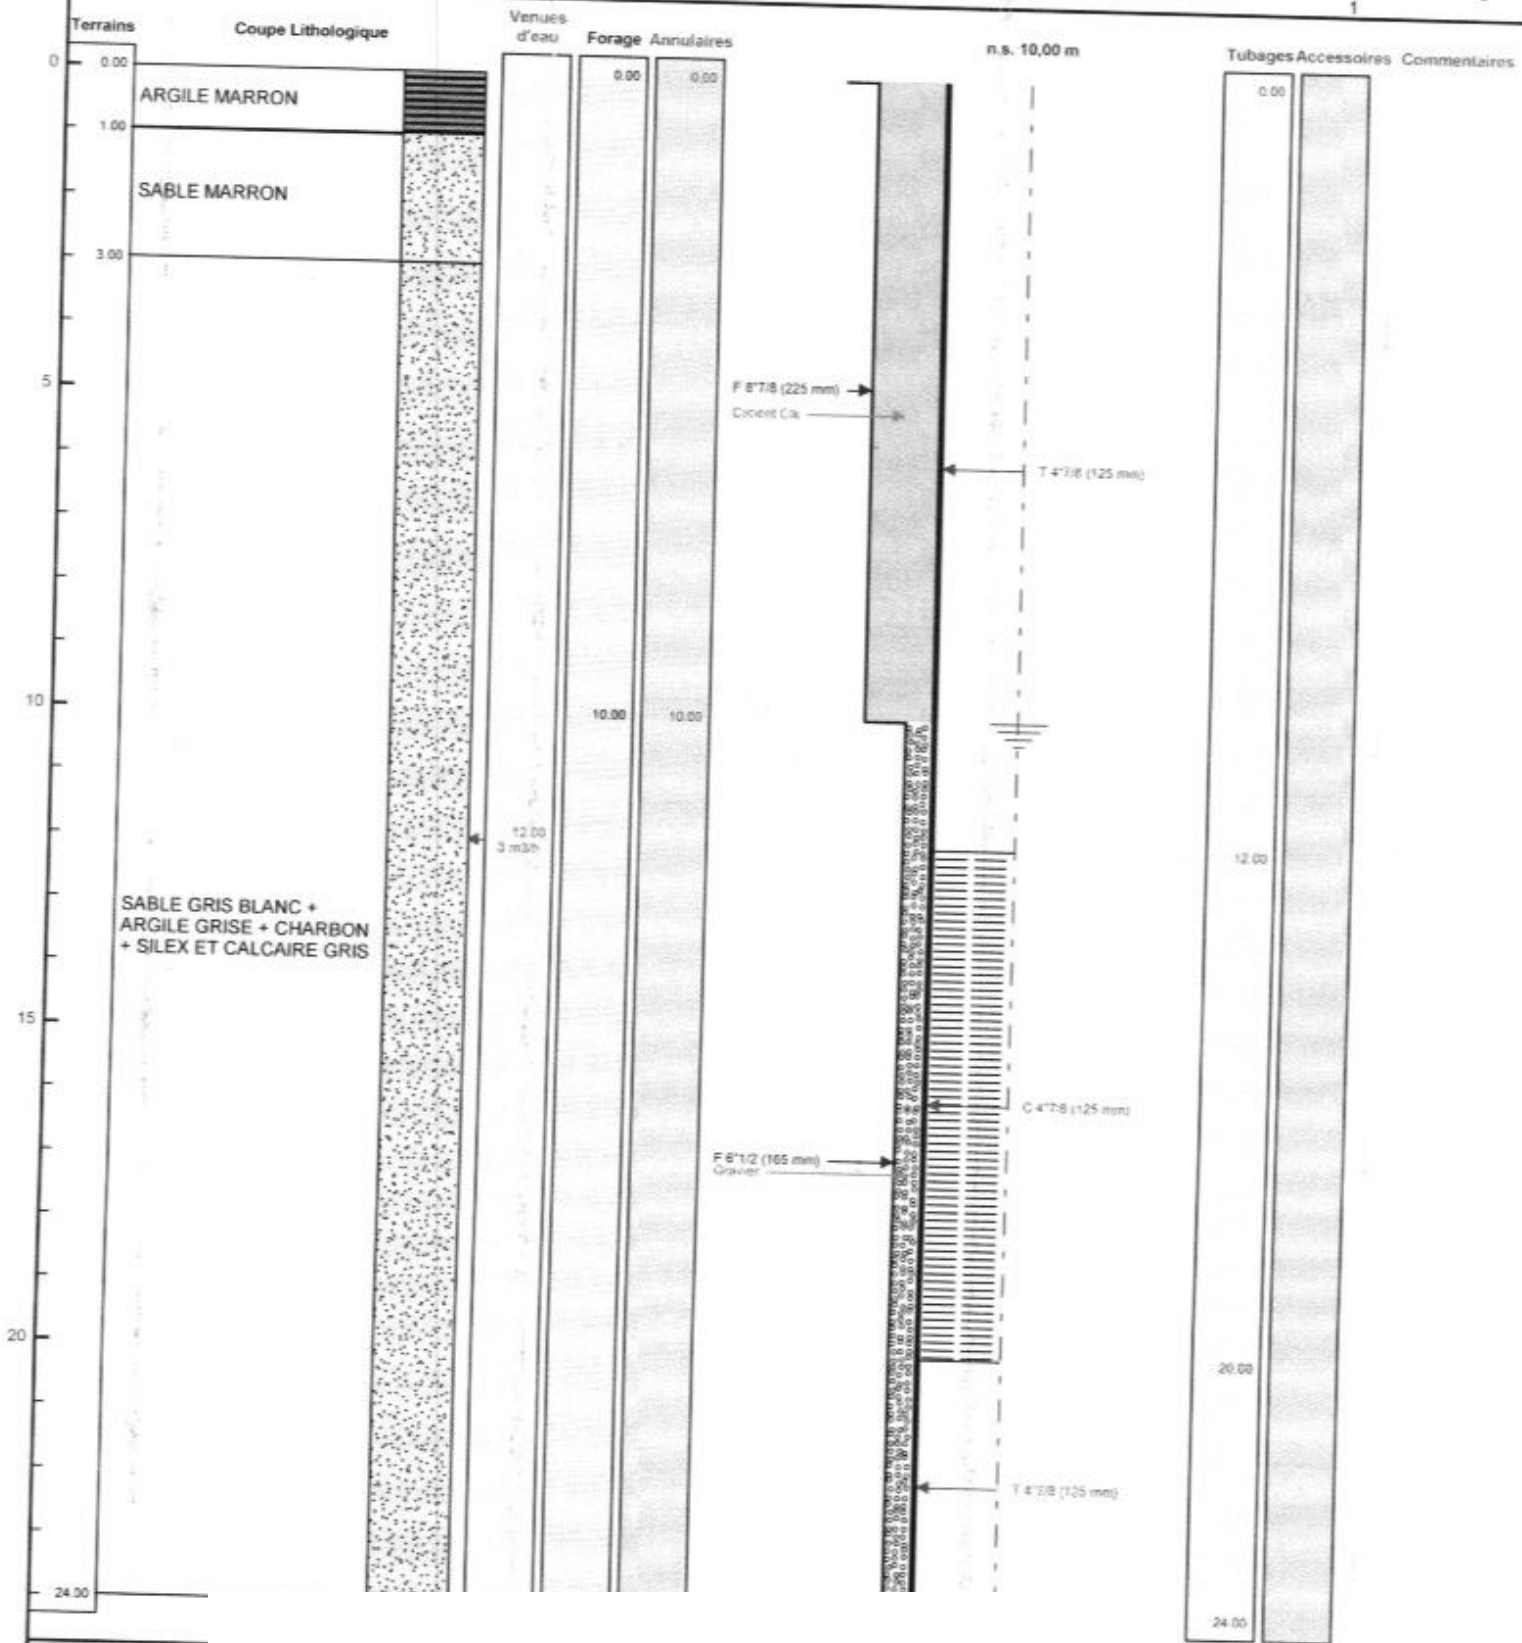 1
Terrains
Coupe Lithologique
Venues d'eau
Forage
Annulaires
n.s. 10,00 m
Tubages
Accessoires
Commentaires
0
0.00
0.00
0.00
0.00
ARGILE MARRON
1.00
SABLE MARRON
3.00
5
F 8"7/8 (225 mm)
T 4"7/8 (125 mm)
10
10.00
10.00
12.00
3 m3/h
12.00
SABLE GRIS BLANC +
ARGILE GRISE + CHARBON
+ SILEX ET CALCAIRE GRIS
15
C 4"7/8 (125 mm)
F 6"1/2 (165 mm)
Gravier
20
20.00
T 4"7/8 (125 mm)
24.00
24.00